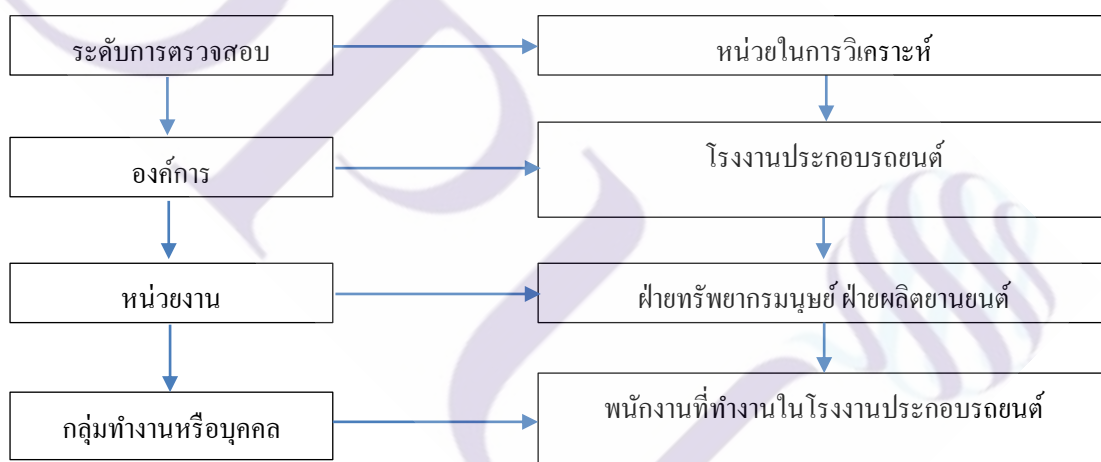 ระดับการตรวจสอบ
หน่วยในการวิเคราะห์
องค์การ
โรงงานประกอบรถยนต์
หน่วยงาน
ฝ่ายทรัพยากรมนุษย์ ฝ่ายผลิตยานยนต์
กลุ่มทำงานหรือบุคคล
พนักงานที่ทำงานในโรงงานประกอบรถยนต์